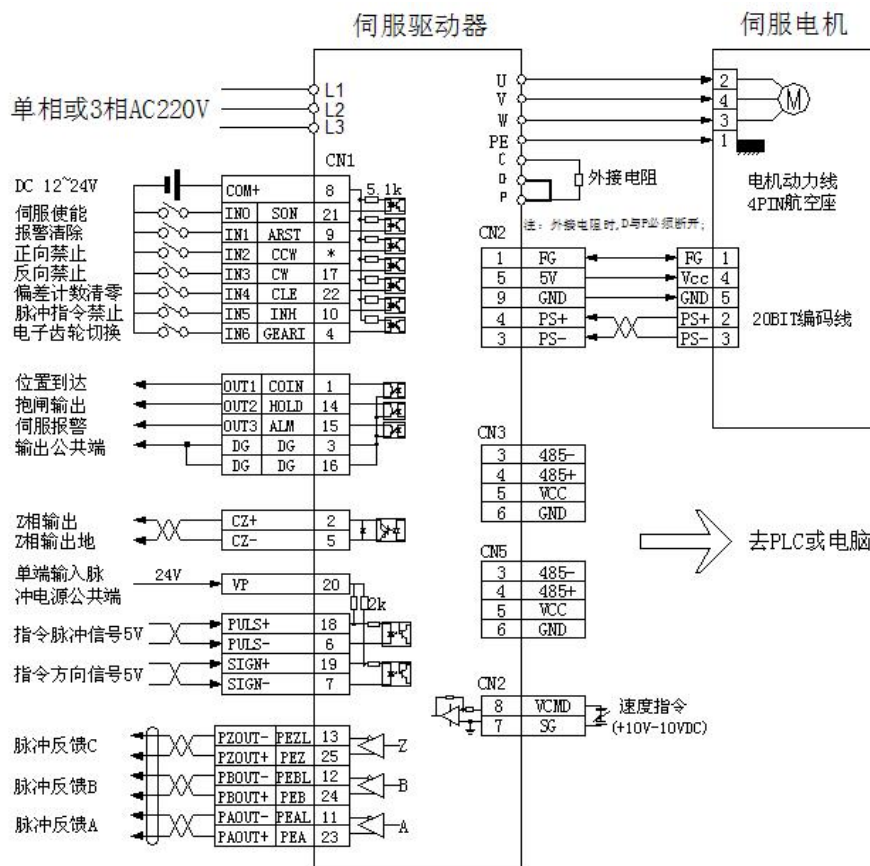 伺服驱动器
伺服电机
单相或3相AC220V
L1
L2
L3
U
V
W
PE
C
D
P
2
4
3
1
M
外接电阻
电机动力线
4PIN航空座
注: 外接电阻时,D与P必须断开;
CN1
DC 12~24V COM+ 8 5.1k
伺服使能 IN0 SON 21
报警清除 IN1 ARST 9
正向禁止 IN2 CCW *
反向禁止 IN3 CW 17
偏差计数清零 IN4 CLE 22
脉冲指令禁止 IN5 INH 10
电子齿轮切换 IN6 GEARI 4
CN2
1 FG FG 1
5 5V Vcc 4
9 GND GND 5
4 PS+ PS+ 2
3 PS- PS- 3
20BIT编码线
位置到达 OUT1 COIN 1
抱闸输出 OUT2 HOLD 14
伺服报警 OUT3 ALM 15
输出公共端 DG DG 3
DG DG 16
CN3
3 485-
4 485+
5 VCC
6 GND
Z相输出 CZ+ 2
Z相输出地 CZ- 5
去PLC或电脑
CN5
3 485-
4 485+
5 VCC
6 GND
单端输入脉
冲电源公共端
24V VP 20
2k
指令脉冲信号5V
PULS+ 18
PULS- 6
指令方向信号5V
SIGN+ 19
SIGN- 7
CN2
8 VCMD
7 SG
速度指令
(+10V-10VDC)
脉冲反馈C
PZOUT- PEZL 13
PZOUT+ PEZ 25
Z
脉冲反馈B
PBOUT- PEBL 12
PBOUT+ PEB 24
B
脉冲反馈A
PAOUT- PEAL 11
PAOUT+ PEA 23
A